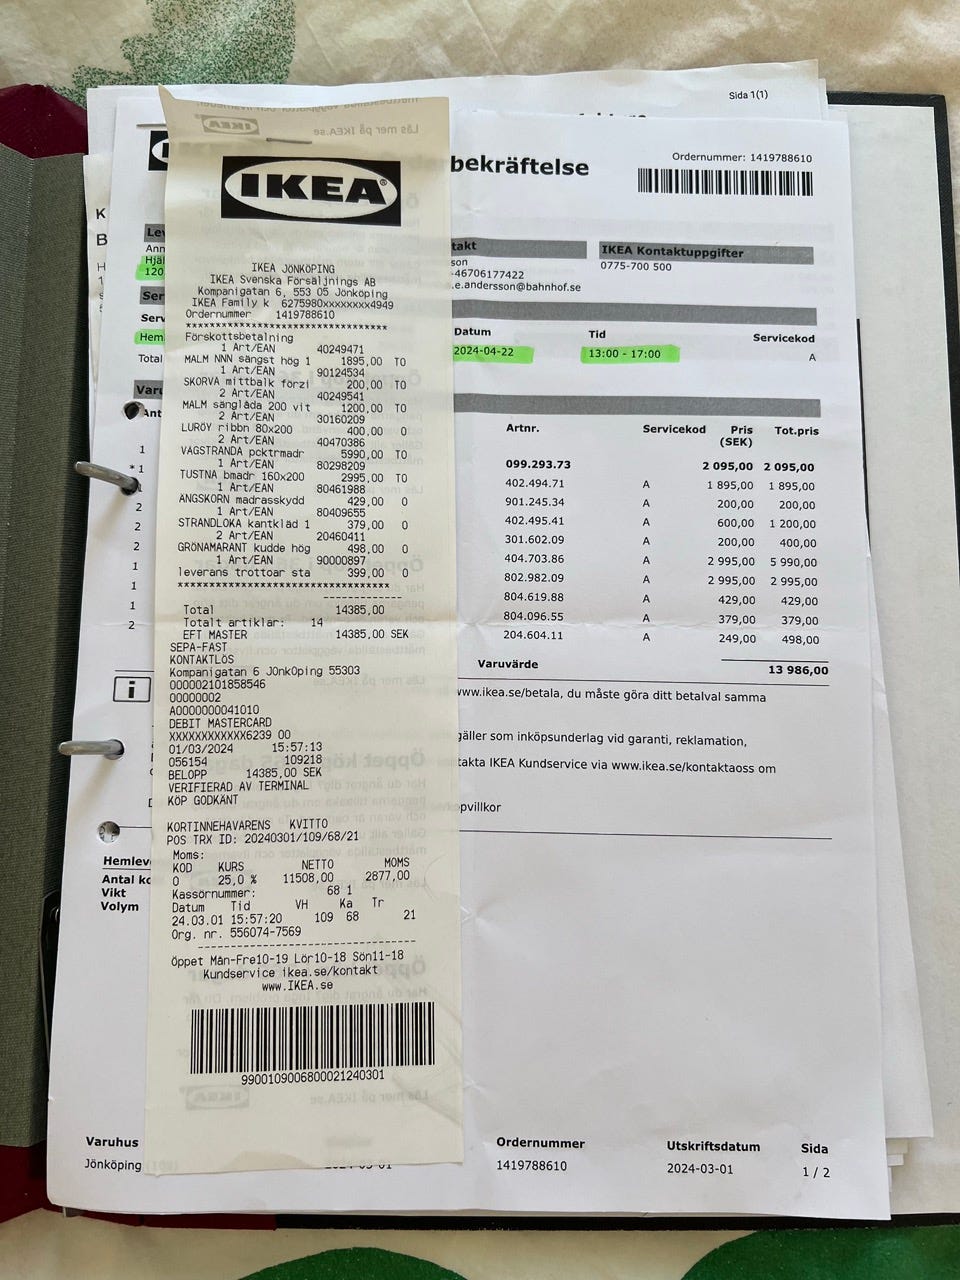 Sida 1(1)
bekräftelse
Ordernummer: 1419788610
IKEA
IKEA Kontaktuppgifter
0775-700 500
-46706177422
.e.andersson@bahnhof.se
Datum
Tid
Servicekod
2024-04-22
13:00 - 17:00
A
IKEA JÖNKÖPING
IKEA Svenska Försäljnings AB
Kompanigatan 6, 553 05 Jönköping
IKEA Family k 6275980xxxxxxxx4949
Ordernummer 1419788610
*********************************
Förskottsbetalning
1 Art/EAN 40249471
MALM NNN sängst hög 1 1895,00 TO
1 Art/EAN 90124534
SKORVA mittbalk förzi 200,00 TO
2 Art/EAN 40249541
MALM sänglåda 200 vit 1200,00 TO
2 Art/EAN 30160209
LURÖY ribbn 80x200 400,00 O
2 Art/EAN 40470386
VÅGSTRANDA pcktrmadr 5990,00 TO
1 Art/EAN 80298209
TUSTNA bmadr 160x200 2995,00 TO
1 Art/EAN 80461988
ÄNGSKORN madrasskydd 429,00 O
1 Art/EAN 80409655
STRANDLOKA kantkläd 1 379,00 O
2 Art/EAN 20460411
GRÖNAMARANT kudde hög 498,00 O
1 Art/EAN 90000897
leverans trottoar sta 399,00 O
***********************************
Total 14385,00
Totalt artiklar: 14
EFT MASTER 14385,00 SEK
SEPA-FAST
KONTAKTLÖS
Kompanigatan 6 Jönköping 55303
000002101858546
00000002
A0000000041010
DEBIT MASTERCARD
XXXXXXXXXXXX6239 00
01/03/2024 15:57:13
056154 109218
BELOPP 14385,00 SEK
VERIFIERAD AV TERMINAL
KÖP GODKÄNT
KORTINNEHAVARENS KVITTO
POS TRX ID: 20240301/109/68/21
Moms:
KOD KURS NETTO MOMS
O 25,0 % 11508,00 2877,00
Kassörnummer: 68 1
Datum Tid VH Ka Tr
24.03.01 15:57:20 109 68 21
Org. nr. 556074-7569
Öppet Mån-Fre10-19 Lör10-18 Sön11-18
Kundservice ikea.se/kontakt
www.IKEA.se
9900109006800021240301
Artnr. Servicekod Pris (SEK) Tot.pris
099.293.73 2 095,00 2 095,00
402.494.71 A 1 895,00 1 895,00
901.245.34 A 200,00 200,00
402.495.41 A 600,00 1 200,00
301.602.09 A 200,00 400,00
404.703.86 A 2 995,00 5 990,00
802.982.09 A 2 995,00 2 995,00
804.619.88 A 429,00 429,00
804.096.55 A 379,00 379,00
204.604.11 A 249,00 498,00
Varuvärde 13 986,00
www.ikea.se/betala, du måste göra ditt betalval samma
gäller som inköpsunderlag vid garanti, reklamation,
takta IKEA Kundservice via www.ikea.se/kontaktaoss om
öpvillkor
Hemlev
Antal ko
Vikt
Volym
Varuhus
Jönköping
Ordernummer
1419788610
Utskriftsdatum
2024-03-01
Sida
1 / 2